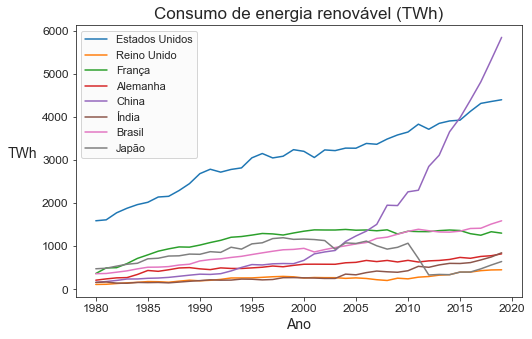 Consumo de energia renovável (TWh)
6000
5000
4000
3000
2000
1000
0
TWh
Estados Unidos
Reino Unido
França
Alemanha
China
Índia
Brasil
Japão
1980 1985 1990 1995 2000 2005 2010 2015 2020
Ano